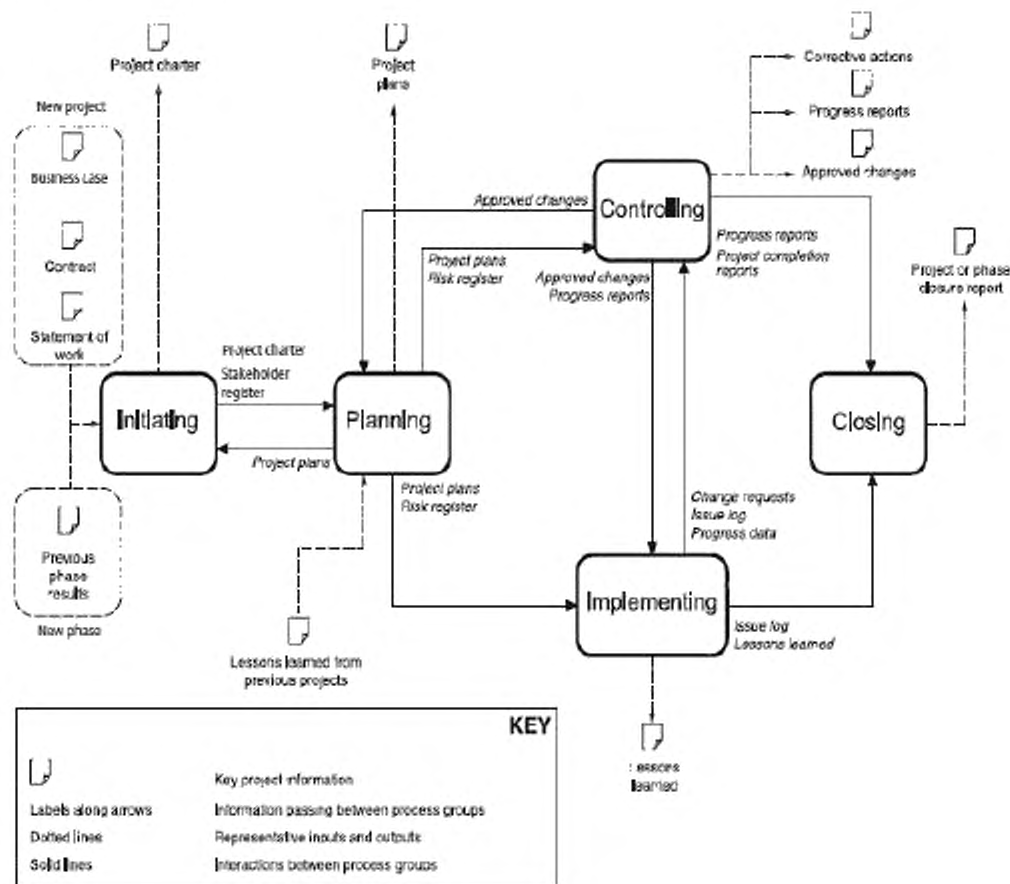 Project charter
Project
plans
Corrective actions
Progress reports
Approved changes
New project
Business case
Contract
Statement of
work
Approved changes
Controlling
Project plans
Risk register
Approved changes
Progress reports
Progress reports
Project completion
reports
Project or phase
closure report
Project charter
Stakeholder
register
Initiating
Planning
Closing
Project plans
Project plans
Risk register
Change requests
Issue log
Progress data
Previous
phase
results
New phase
Implementing
Issue log
Lessons learned
Lessons learned from
previous projects
Lessons
learned
KEY
Key project information
Labels along arrows Information passing between process groups
Dotted lines Representative inputs and outputs
Solid lines Interactions between process groups